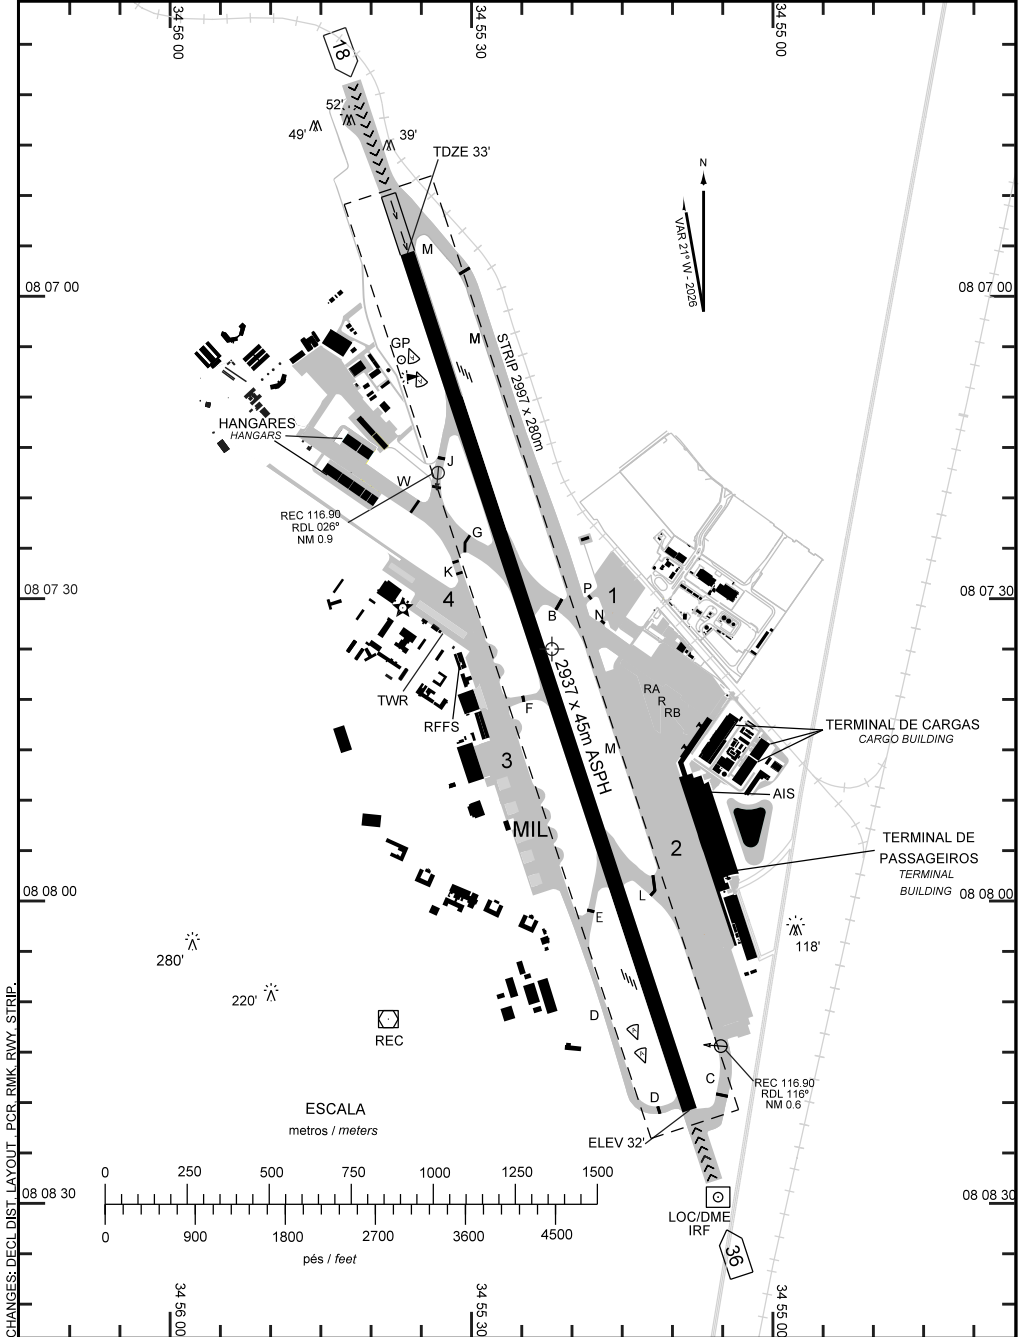 34 56 00
34 55 30
34 55 00
18
52'
49'
39'
TDZE 33'
N
VAR 21º W - 2026
M
08 07 00
08 07 00
GP
M
STRIP 2997 x 280m
HANGARES
HANGARS
J
W
REC 116.90
RDL 026º
NM 0.9
G
K
08 07 30
08 07 30
4
P
1
B
N
2937 x 45m ASPH
TWR
RFFS
F
RA
R
RB
TERMINAL DE CARGAS
CARGO BUILDING
M
3
AIS
MIL
2
TERMINAL DE
PASSAGEIROS
TERMINAL
BUILDING
L
08 08 00
08 08 00
E
118'
280'
220'
D
REC
C
REC 116.90
RDL 116º
NM 0.6
D
ESCALA
metros / meters
ELEV 32'
0 250 500 750 1000 1250 1500
08 08 30
08 08 30
0 900 1800 2700 3600 4500
pés / feet
LOC/DME
IRF
36
34 56 00
34 55 30
34 55 00
CHANGES: DECL DIST, LAYOUT , PCR, RMK, RWY, STRIP.